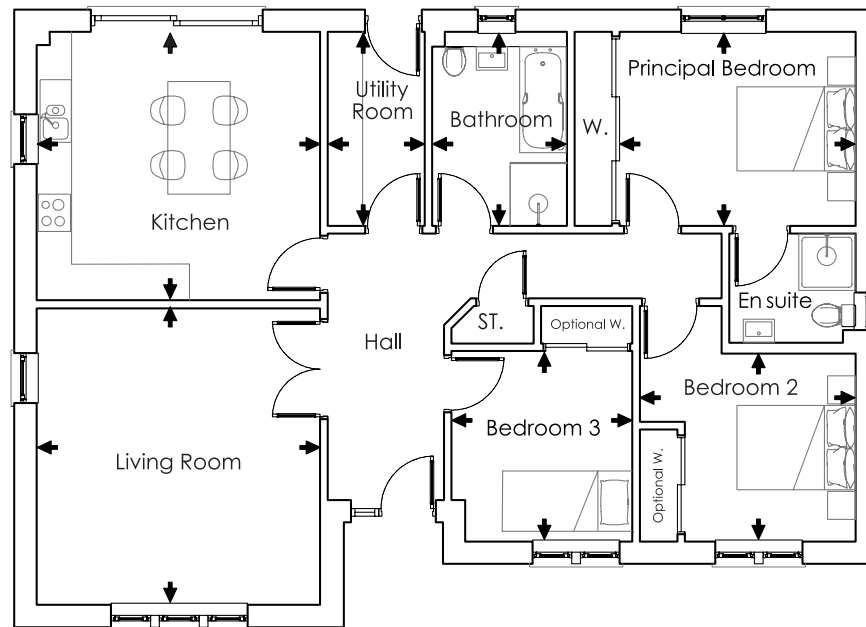 Principal Bedroom
Utility
Room
Bathroom
W.
Kitchen
En suite
ST.
Optional W.
Hall
Bedroom 2
Bedroom 3
Living Room
Optional W.